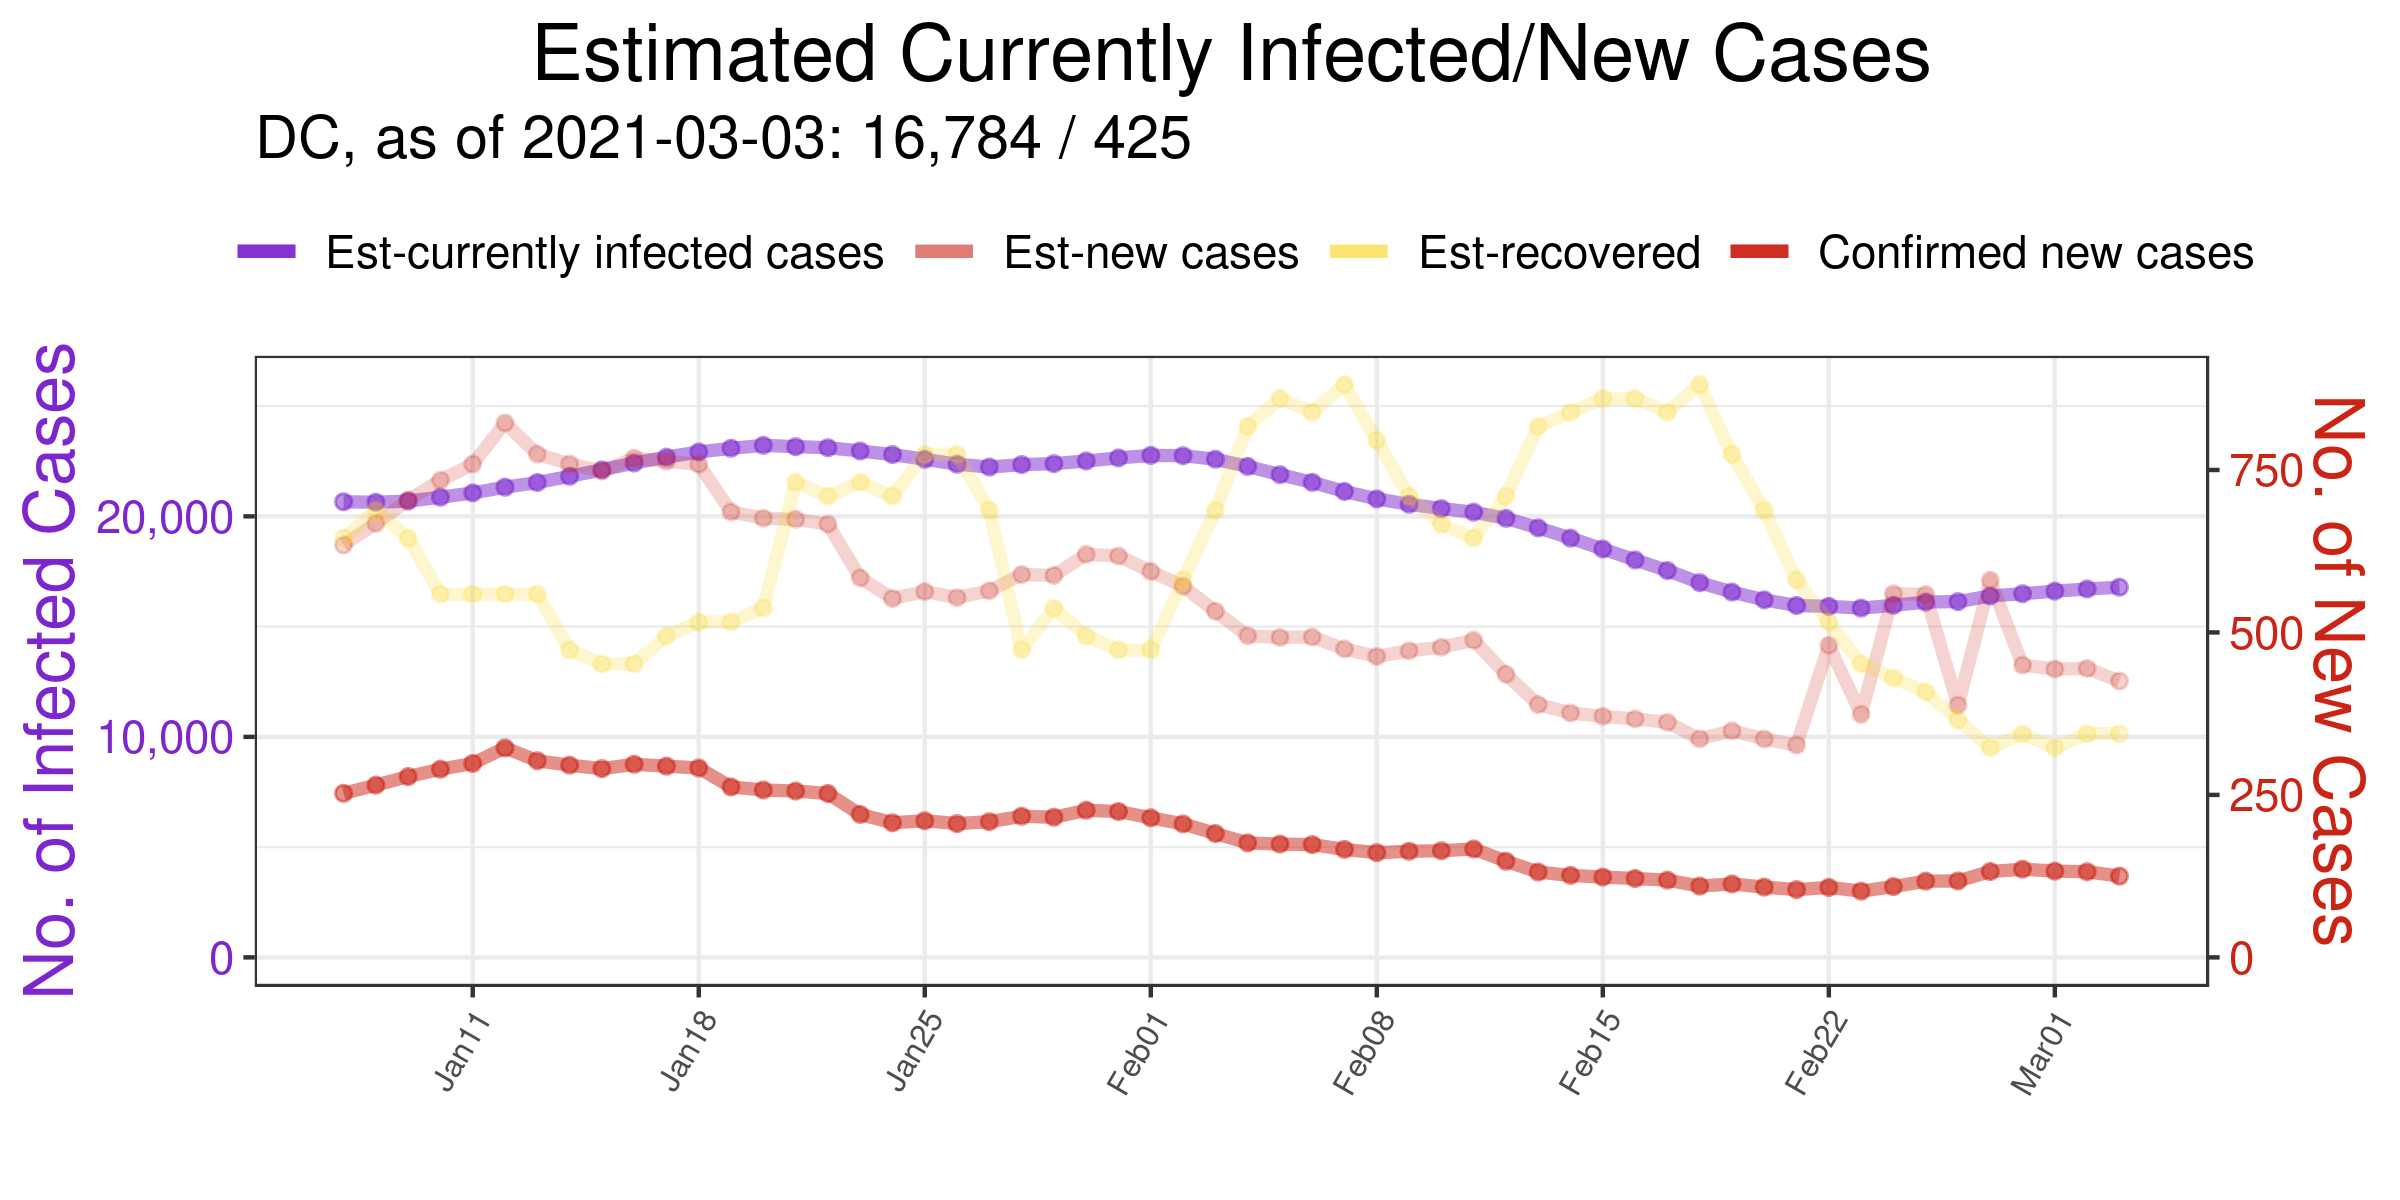 Estimated Currently Infected/New Cases
DC, as of 2021-03-03: 16,784 / 425
Est-currently infected cases Est-new cases Est-recovered Confirmed new cases
No. of Infected Cases
20,000
10,000
0
750
500
250
0
No. of New Cases
Jan11 Jan18 Jan25 Feb01 Feb08 Feb15 Feb22 Mar01